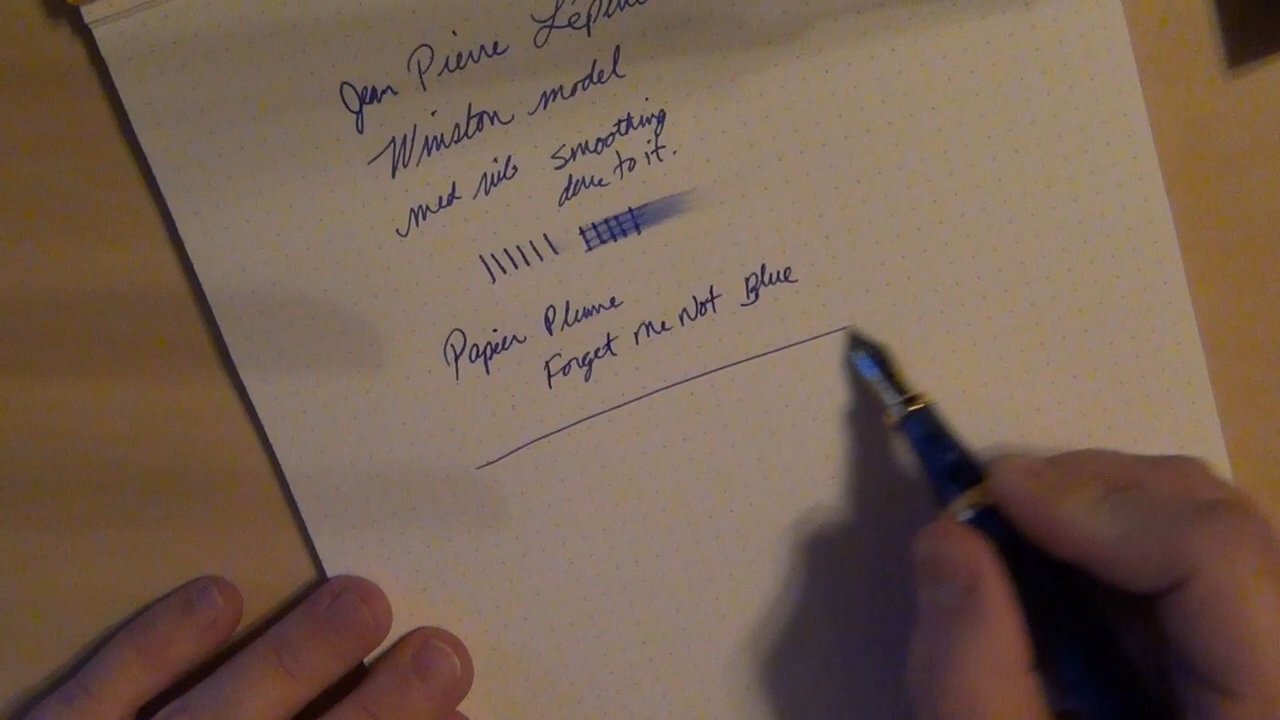 Jean Pierre Lépine
Winston model
med nib smoothing
done to it.
Papier Plume
Forget Me Not Blue